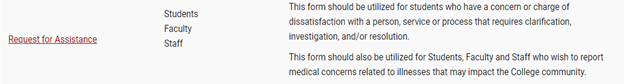 Request for Assistance
Students
Faculty
Staff
This form should be utilized for students who have a concern or charge of
dissatisfaction with a person, service or process that requires clarification,
investigation, and/or resolution.
This form should also be utilized for Students, Faculty and Staff who wish to report
medical concerns related to illnesses that may impact the College community.